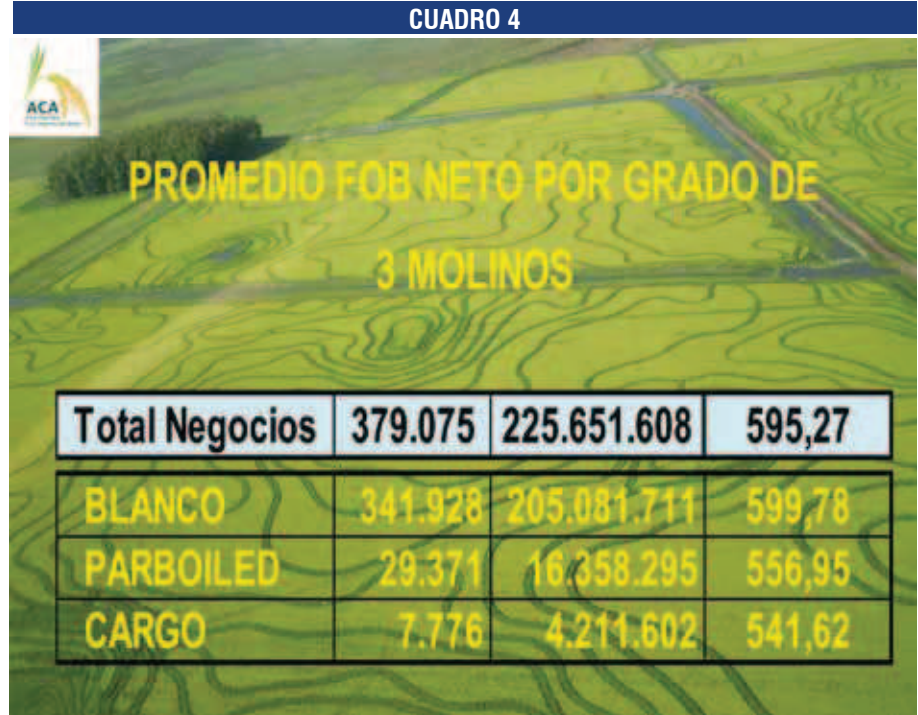 CUADRO 4
ACA
PROMEDIO FOB NETO POR GRADO DE
3 MOLINOS
Total Negocios 379.075 225.651.608 595,27
BLANCO 341.928 205.081.711 599,78
PARBOILED 29.371 16.358.295 556,95
CARGO 7.776 4.211.602 541,62